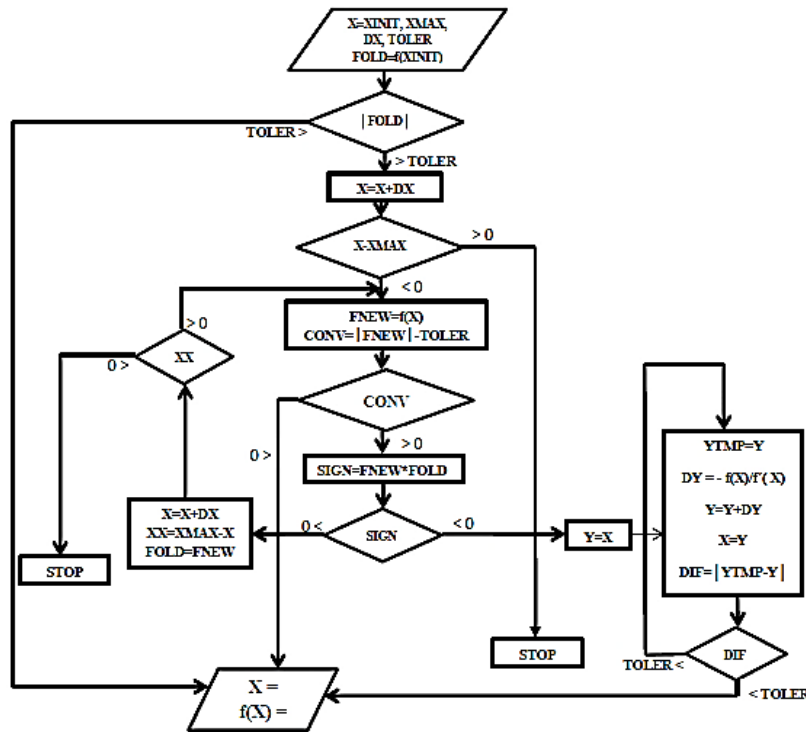 X=XINIT, XMAX,
DX, TOLER
FOLD=f(XINIT)
|FOLD|
TOLER >
> TOLER
X=X+DX
X-XMAX
> 0
< 0
FNEW=f(X)
CONV=|FNEW|-TOLER
> 0
XX
0 >
CONV
0 >
> 0
SIGN=FNEW*FOLD
YTMP=Y
DY = - f(X)/f'( X)
Y=Y+DY
X=Y
DIF=|YTMP-Y|
X=X+DX
XX=XMAX-X
FOLD=FNEW
0 <
SIGN
< 0
Y=X
STOP
STOP
TOLER <
DIF
< TOLER
X =
f(X) =